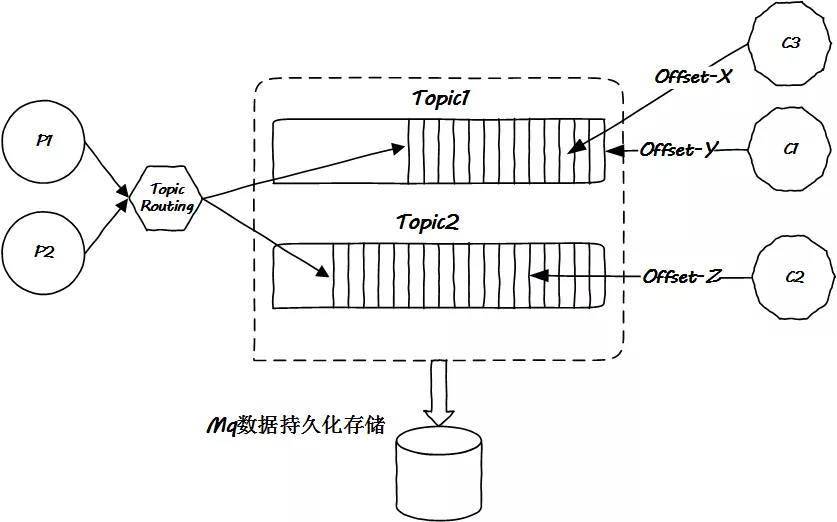 C3
Offset-X
Topic1
P1
Offset-Y
C1
Topic
Routing
Topic2
P2
Offset-Z
C2
Mq数据持久化存储